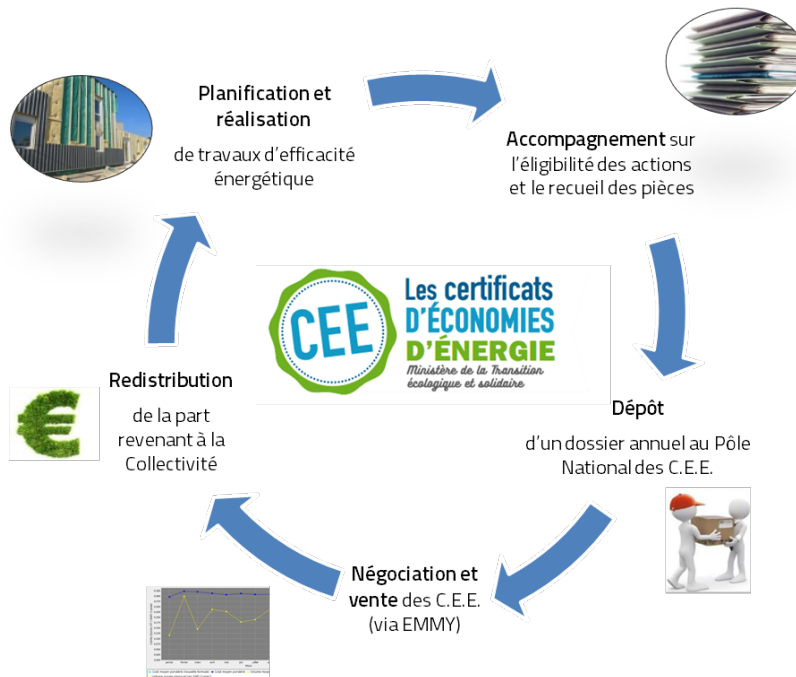 Planification et
réalisation
de travaux d'efficacité
énergétique
Accompagnement sur
l'éligibilité des actions
et le recueil des pièces
CEE
Les certificats
D'ÉCONOMIES
D'ÉNERGIE
Ministère de la Transition
écologique et solidaire
Dépôt
d'un dossier annuel au Pôle
National des C.E.E.
Négociation et
vente des C.E.E.
(via EMMY)
Redistribution
de la part
revenant à la
Collectivité
€